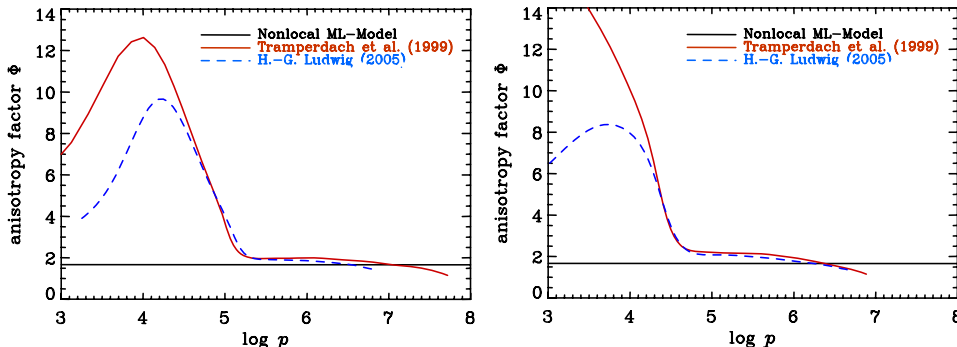 Nonlocal ML-Model
Tramperdach et al. (1999)
H.-G. Ludwig (2005)
anisotropy factor Φ
14
12
10
8
6
4
2
0
3 4 5 6 7 8
log p
Nonlocal ML-Model
Tramperdach et al. (1999)
H.-G. Ludwig (2005)
anisotropy factor Φ
14
12
10
8
6
4
2
0
3 4 5 6 7 8
log p